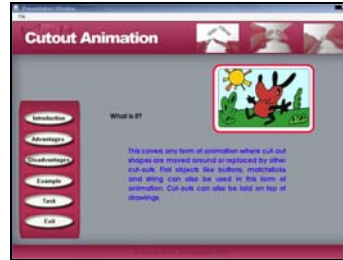 Presentation Window
File
Cutout Animation
Introduction
Advantages
Disadvantages
Example
Task
Exit
What is it?
This covers any form of animation where cut-out
shapes are moved around or replaced by other
cut-outs. Flat objects like buttons, matchsticks
and string can also be used in this form of
animation. Cut-outs can also be laid on top of
drawings.